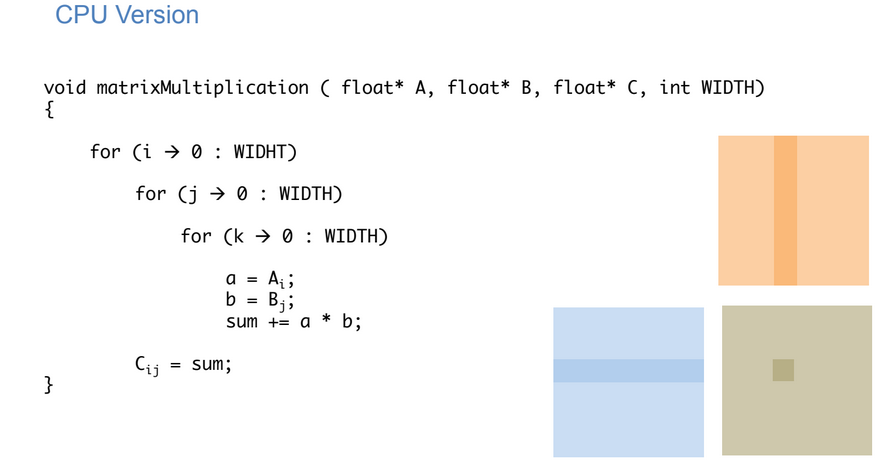 CPU Version
void matrixMultiplication ( float* A, float* B, float* C, int WIDTH)
{
for (i → 0 : WIDHT)
for (j → 0 : WIDTH)
for (k → 0 : WIDTH)
a = Aᵢ;
b = Bⱼ;
sum += a * b;
Cᵢⱼ = sum;
}